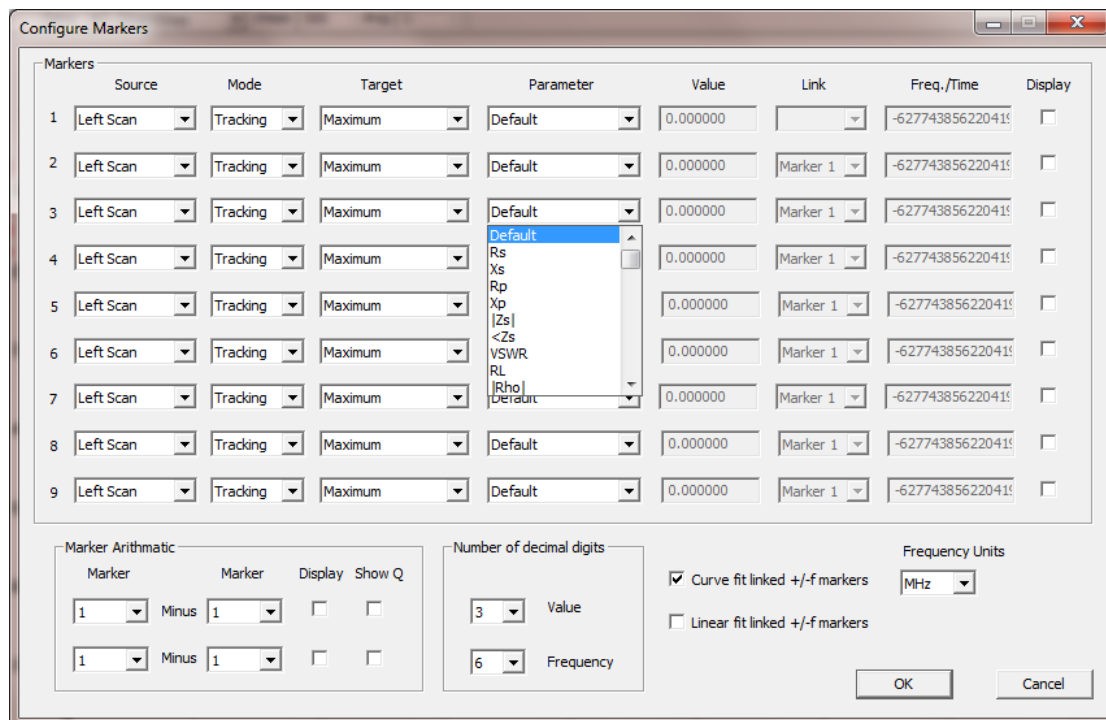 Configure Markers
Markers
Source Mode Target Parameter Value Link Freq./Time Display
1 Left Scan Tracking Maximum Default 0.000000 -62774385622041
2 Left Scan Tracking Maximum Default 0.000000 Marker 1 -62774385622041
3 Left Scan Tracking Maximum Default 0.000000 Marker 1 -62774385622041
Default
Rs
4 Left Scan Tracking Maximum 0.000000 Marker 1 -62774385622041
Xs
Rp
Xp
5 Left Scan Tracking Maximum 0.000000 Marker 1 -62774385622041
|Zs|
<Zs
6 Left Scan Tracking Maximum VSWR 0.000000 Marker 1 -62774385622041
RL
|Rho|
7 Left Scan Tracking Maximum Default 0.000000 Marker 1 -62774385622041
8 Left Scan Tracking Maximum Default 0.000000 Marker 1 -62774385622041
9 Left Scan Tracking Maximum Default 0.000000 Marker 1 -62774385622041
Marker Arithmatic
Marker Marker Display Show Q
1 Minus 1
1 Minus 1
Number of decimal digits
3 Value
6 Frequency
Curve fit linked +/-f markers
Linear fit linked +/-f markers
Frequency Units
MHz
OK Cancel